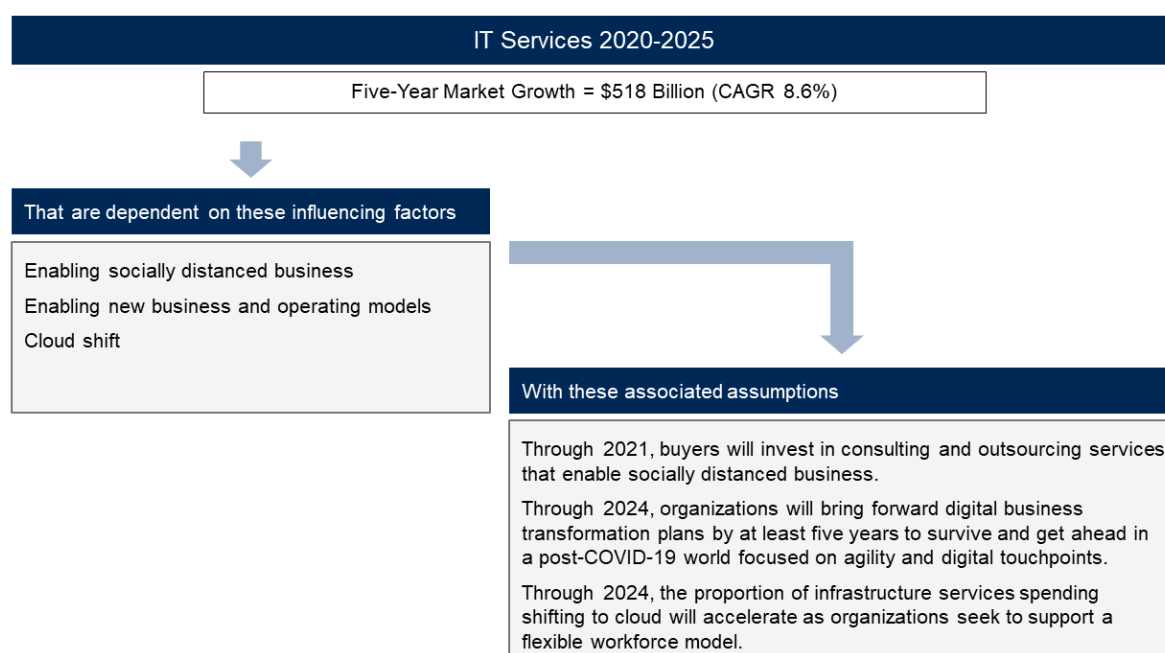 IT Services 2020-2025
Five-Year Market Growth = $518 Billion (CAGR 8.6%)
That are dependent on these influencing factors
Enabling socially distanced business
Enabling new business and operating models
Cloud shift
With these associated assumptions
Through 2021, buyers will invest in consulting and outsourcing services
that enable socially distanced business.
Through 2024, organizations will bring forward digital business
transformation plans by at least five years to survive and get ahead in
a post-COVID-19 world focused on agility and digital touchpoints.
Through 2024, the proportion of infrastructure services spending
shifting to cloud will accelerate as organizations seek to support a
flexible workforce model.